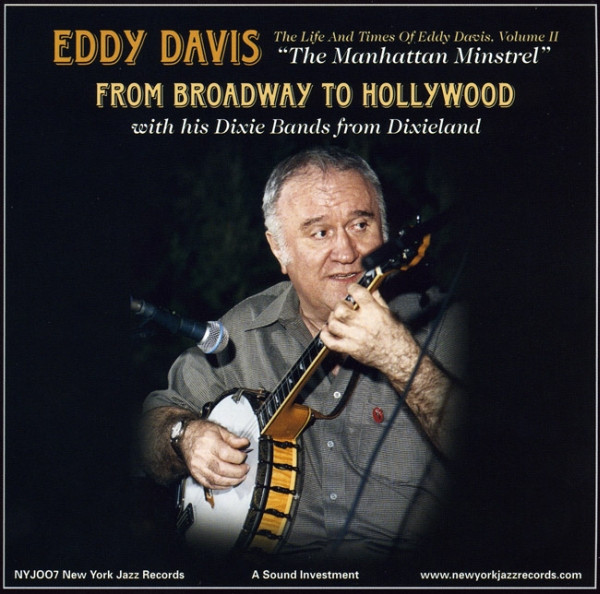 EDDY DAVIS
The Life And Times Of Eddy Davis, Volume II
"The Manhattan Minstrel"
FROM BROADWAY TO HOLLYWOOD
with his Dixie Bands from Dixieland
NYJ007 New York Jazz Records
A Sound Investment
www.newyorkjazzrecords.com